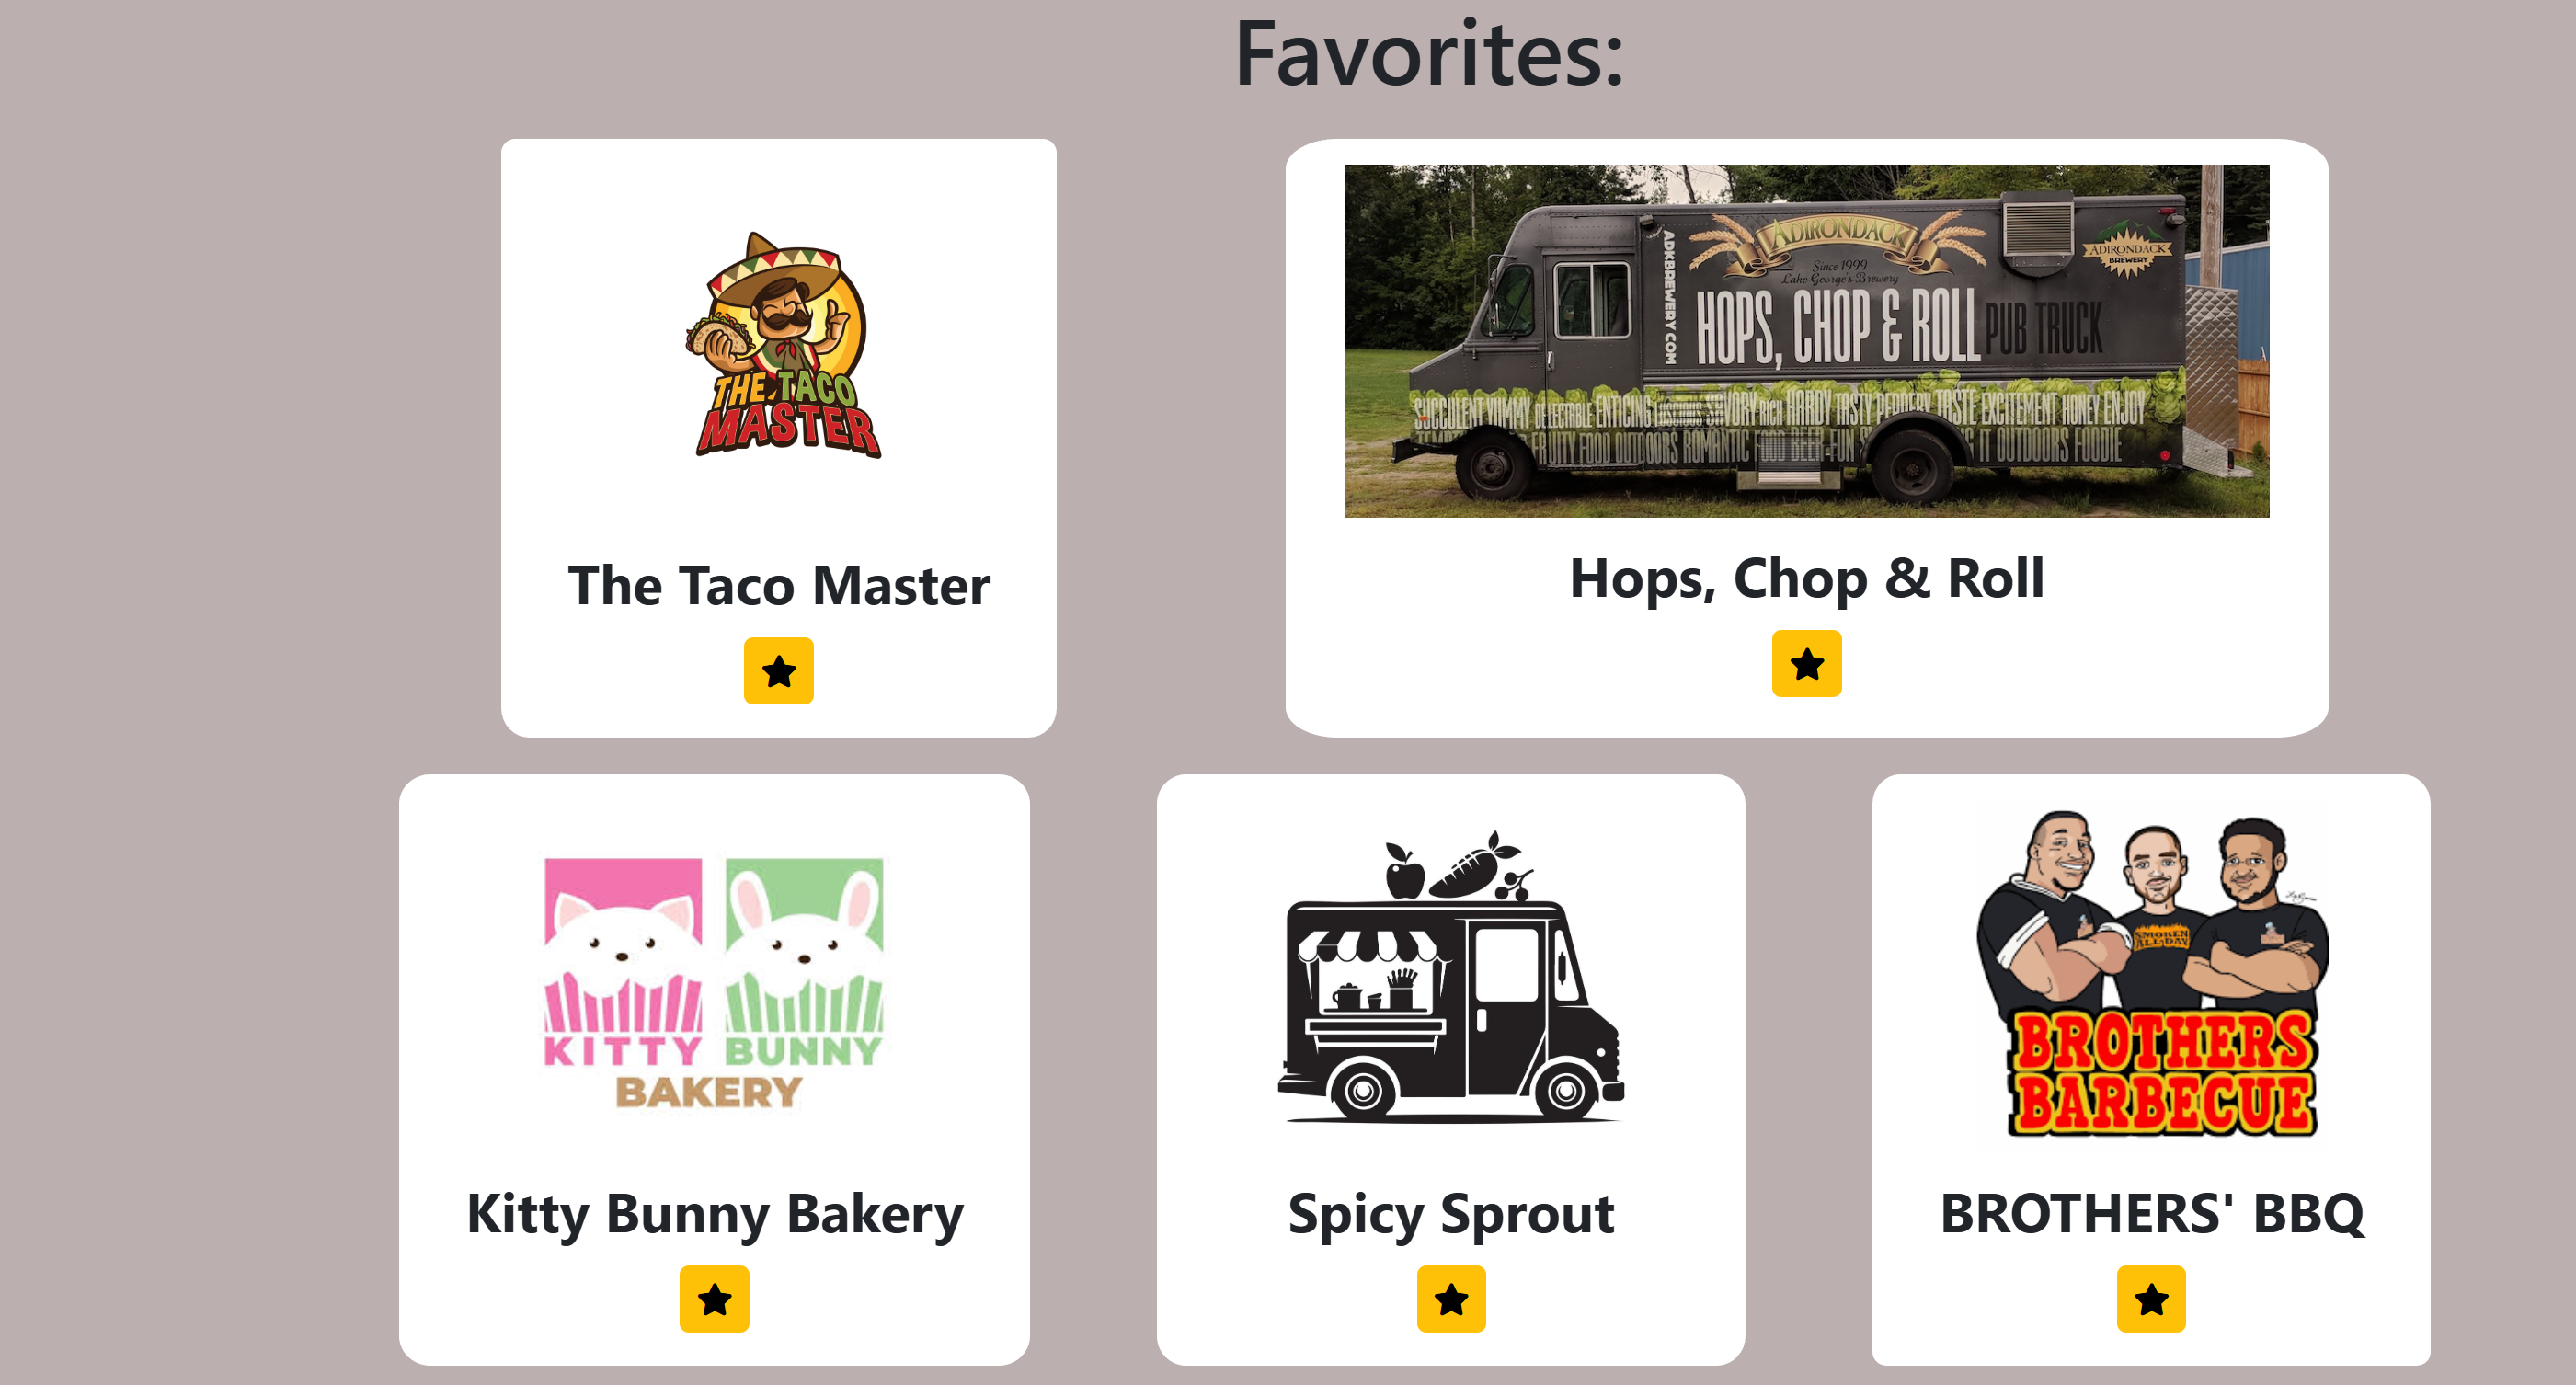 Favorites:
THE TACO
MASTER
The Taco Master
ADIRONDACK
Since 1999
Lake George's Brewery
ADKBREWERY.COM
ADIRONDACK
BREWERY
HOPS, CHOP & ROLL PUB TRUCK
SUCCULENT YUMMY DELECTABLE ENTICING SAVORY RICH HARDY TASTY PEPPERY TASTE EXCITEMENT HONEY ENJOY
FRUITY FOOD OUTDOORS ROMANTIC FOOD BEER FUN IT OUTDOORS FOODIE
Hops, Chop & Roll
KITTY BUNNY
BAKERY
Kitty Bunny Bakery
Spicy Sprout
SMOKEN
ALL DAY
BROTHERS
BARBECUE
BROTHERS' BBQ